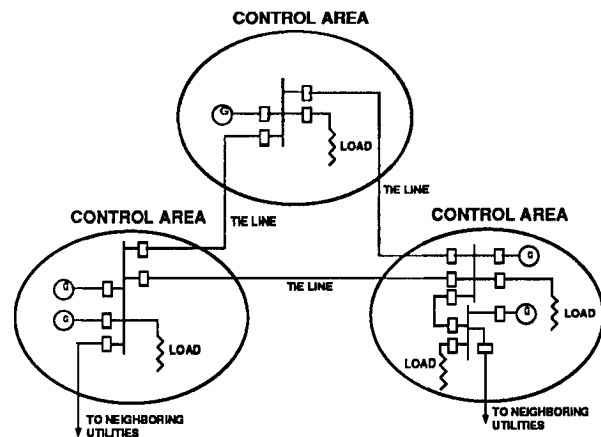 CONTROL AREA
G
LOAD
TIE LINE
CONTROL AREA
CONTROL AREA
TIE LINE
G
TIE LINE
G
G
G
LOAD
LOAD
LOAD
TO NEIGHBORING
UTILITIES
TO NEIGHBORING
UTILITIES